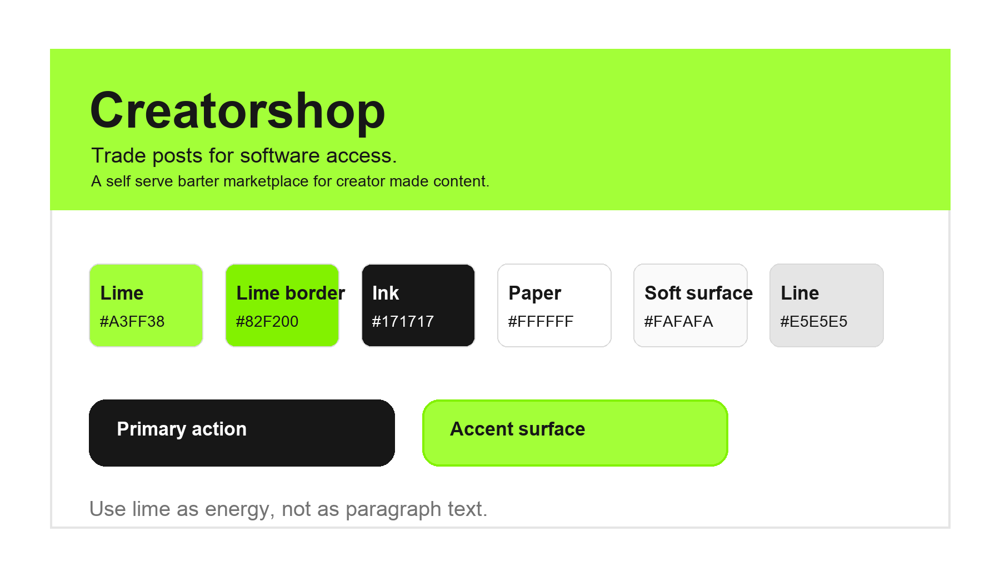 Creatorshop
Trade posts for software access.
A self serve barter marketplace for creator made content.
Lime
#A3FF38
Lime border
#82F200
Ink
#171717
Paper
#FFFFFF
Soft surface
#FAFAFA
Line
#E5E5E5
Primary action
Accent surface
Use lime as energy, not as paragraph text.